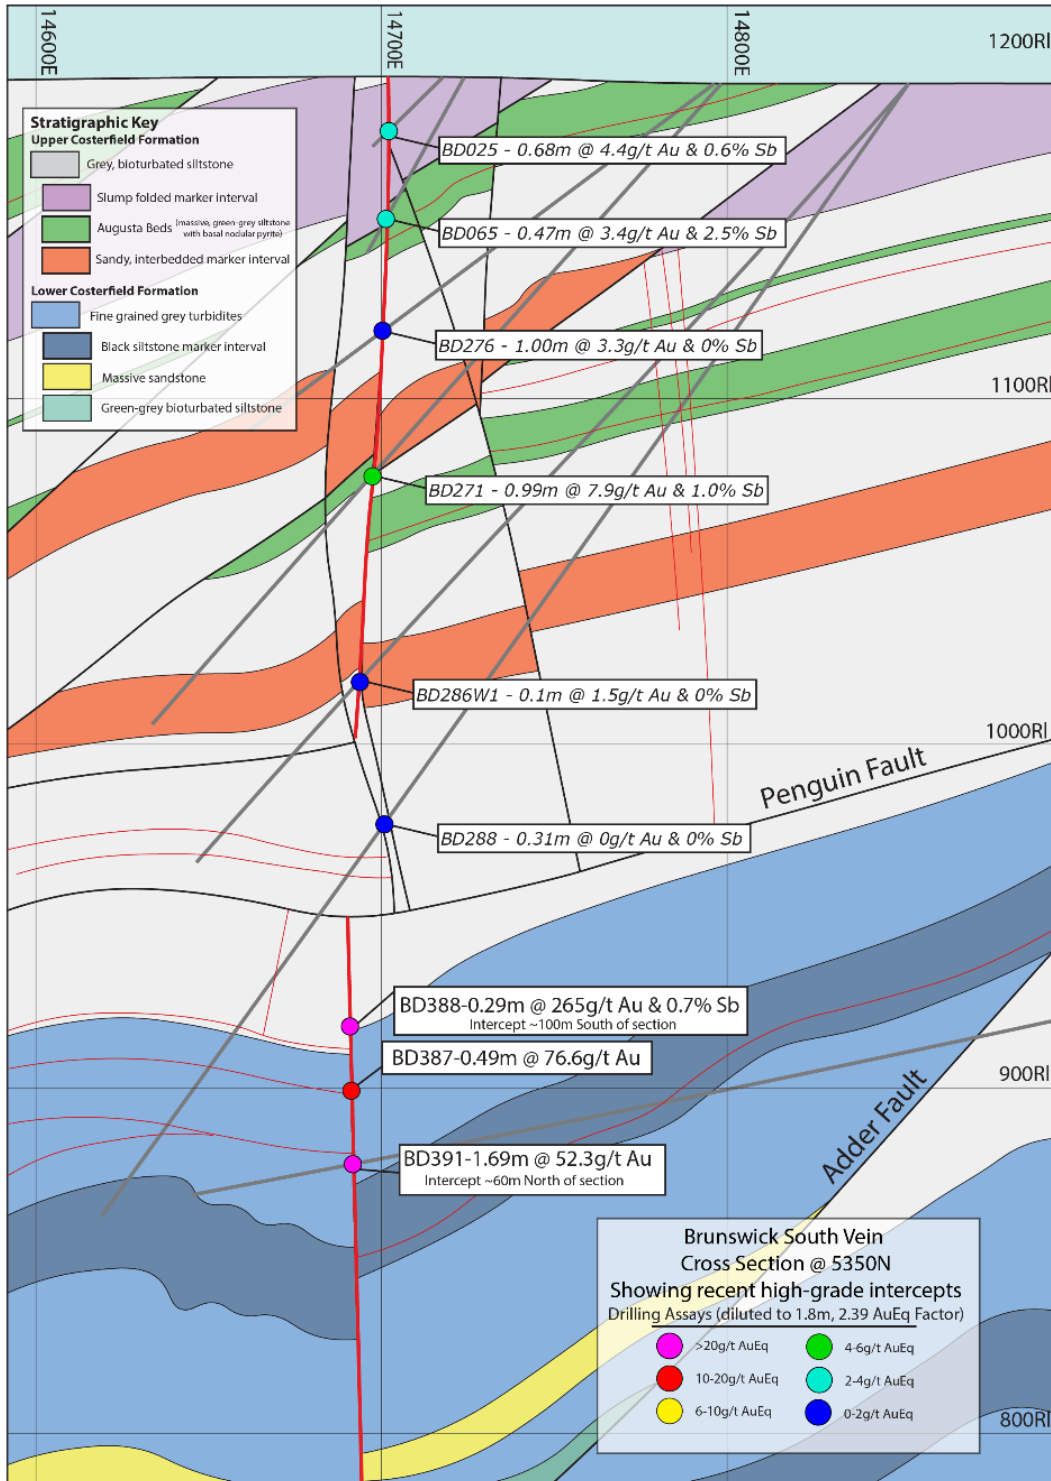 14600E
14700E
14800E
1200Rl
Stratigraphic Key
Upper Costerfield Formation
Grey, bioturbated siltstone
Slump folded marker interval
Augusta Beds (massive, green-grey siltstone
with basal nodular pyrite)
Sandy, interbedded marker interval
Lower Costerfield Formation
Fine grained grey turbidites
Black siltstone marker interval
Massive sandstone
Green-grey bioturbated siltstone
BD025 - 0.68m @ 4.4g/t Au & 0.6% Sb
BD065 - 0.47m @ 3.4g/t Au & 2.5% Sb
BD276 - 1.00m @ 3.3g/t Au & 0% Sb
1100Rl
BD271 - 0.99m @ 7.9g/t Au & 1.0% Sb
BD286W1 - 0.1m @ 1.5g/t Au & 0% Sb
1000Rl
Penguin Fault
BD288 - 0.31m @ 0g/t Au & 0% Sb
BD388-0.29m @ 265g/t Au & 0.7% Sb
Intercept ~100m South of section
BD387-0.49m @ 76.6g/t Au
900Rl
Adder Fault
BD391-1.69m @ 52.3g/t Au
Intercept ~60m North of section
Brunswick South Vein
Cross Section @ 5350N
Showing recent high-grade intercepts
Drilling Assays (diluted to 1.8m, 2.39 AuEq Factor)
>20g/t AuEq
4-6g/t AuEq
10-20g/t AuEq
2-4g/t AuEq
6-10g/t AuEq
0-2g/t AuEq
800Rl